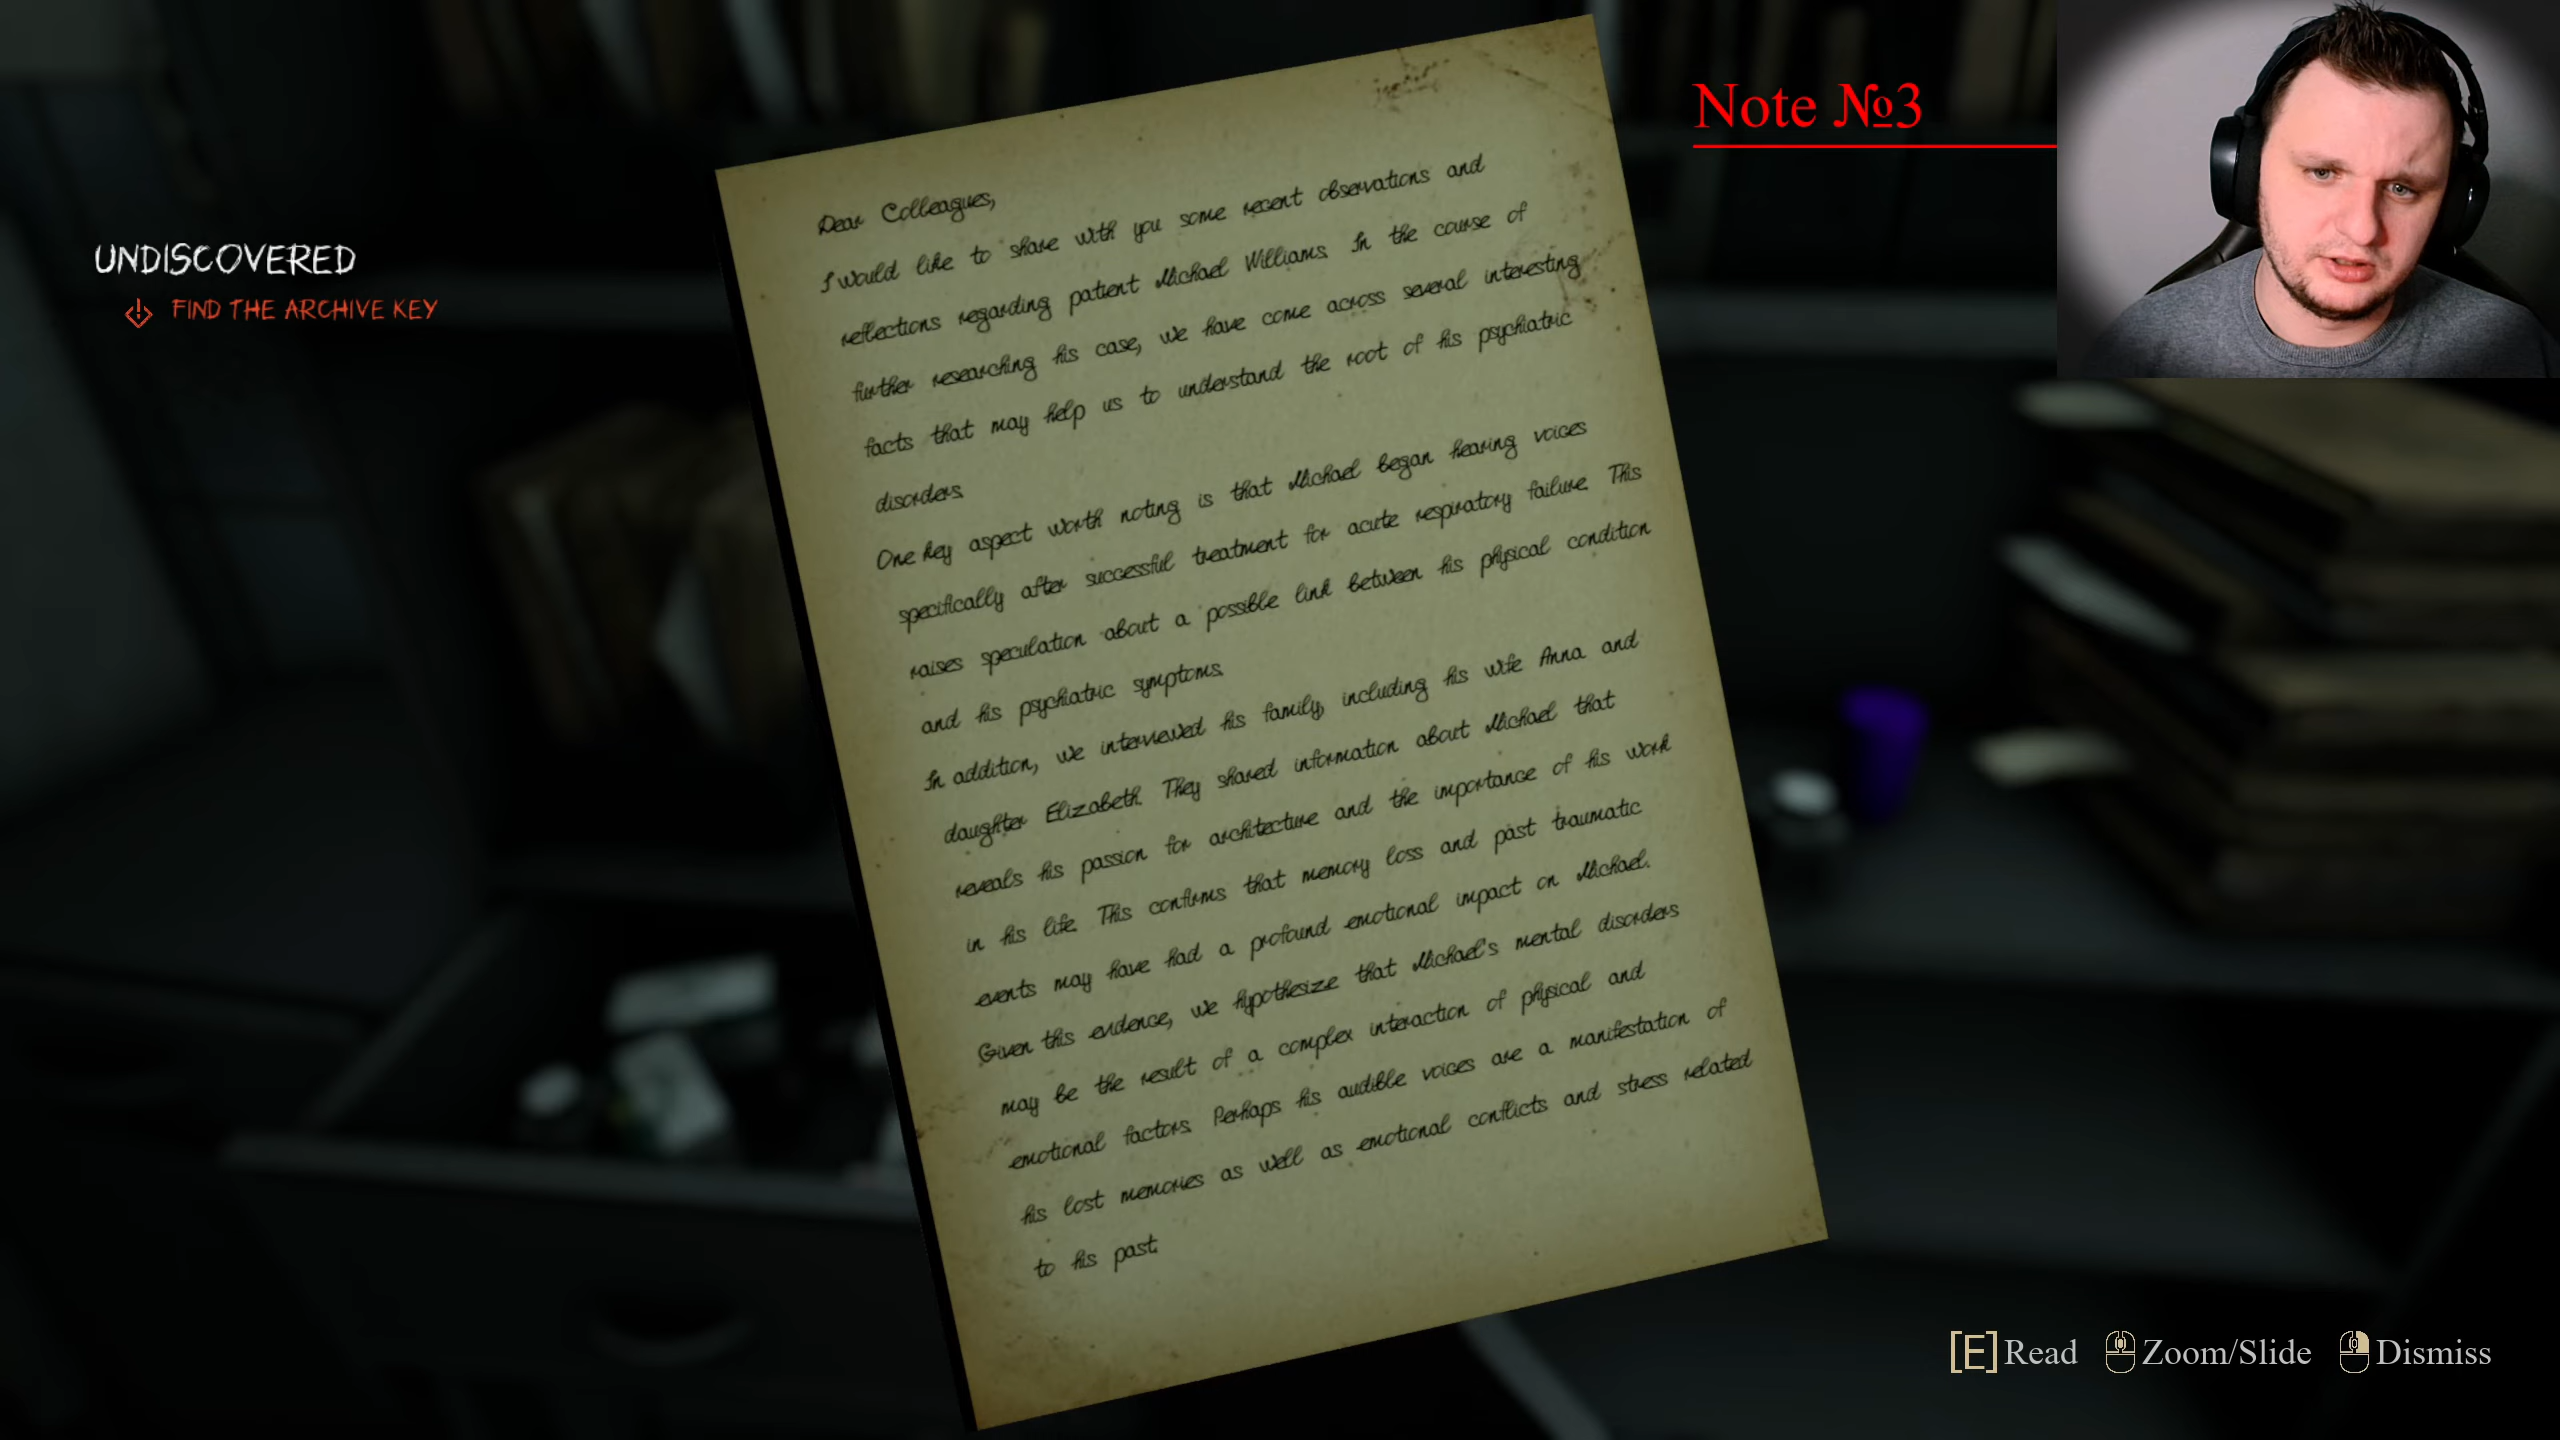 Note №3
UNDISCOVERED
FIND THE ARCHIVE KEY
Dear Colleagues,
I would like to share with you some recent observations and
reflections regarding patient Michael Williams. In the course of
further researching his case, we have come across several interesting
facts that may help us to understand the root of his psychiatric
disorders.
One key aspect worth noting is that Michael began hearing voices
specifically after successful treatment for acute respiratory failure. This
raises speculation about a possible link between his physical condition
and his psychiatric symptoms.
In addition, we interviewed his family, including his wife Anna and
daughter Elizabeth. They shared information about Michael that
reveals his passion for architecture and the importance of his work
in his life. This confirms that memory loss and past traumatic
events may have had a profound emotional impact on Michael.
Given this evidence, we hypothesize that Michael's mental disorders
may be the result of a complex interaction of physical and
emotional factors. Perhaps his audible voices are a manifestation of
his lost memories as well as emotional conflicts and stress related
to his past.
[E] Read Zoom/Slide Dismiss